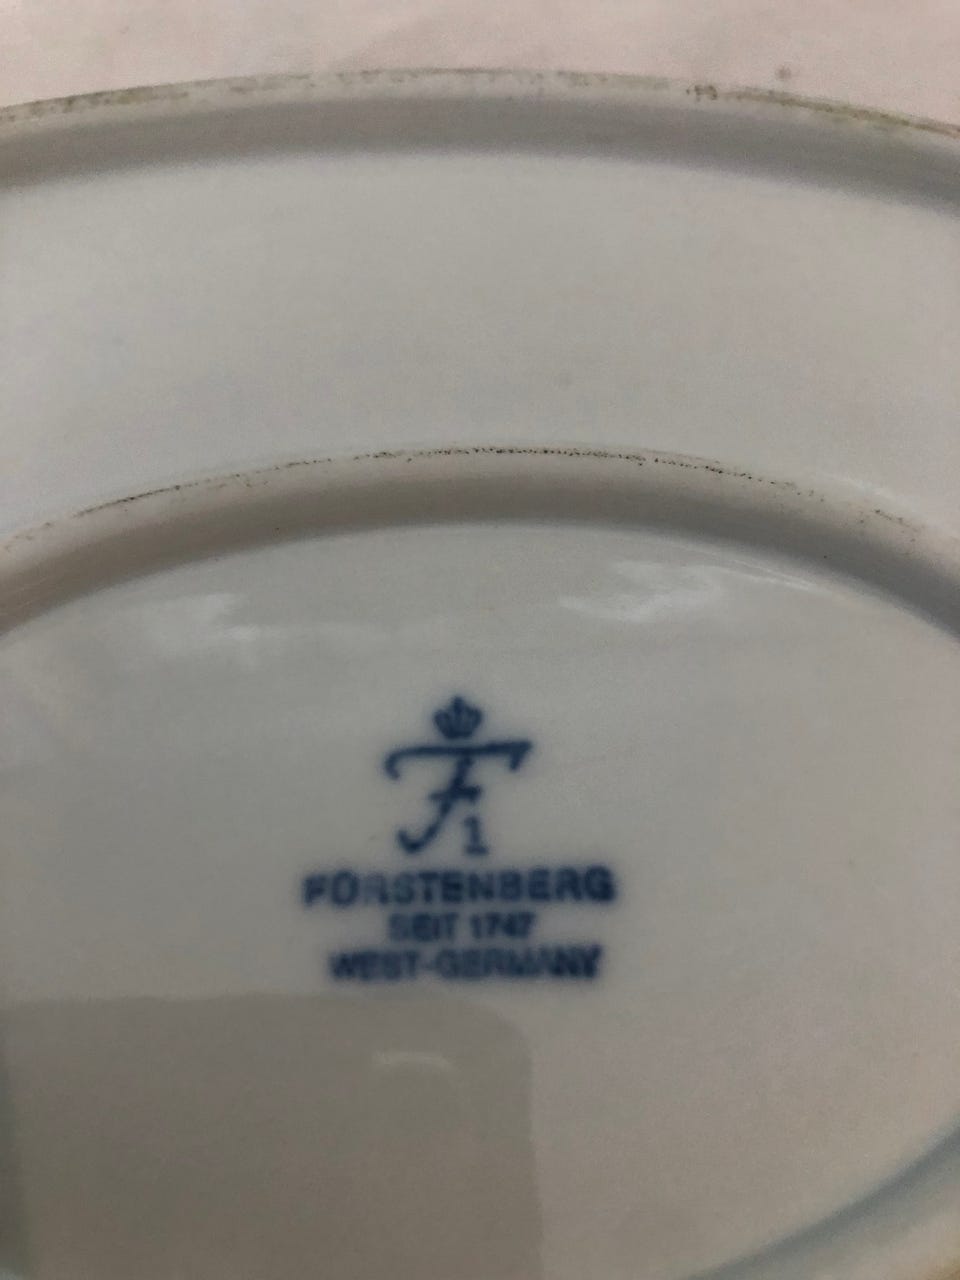 F
1
FÜRSTENBERG
SEIT 1747
WEST-GERMANY